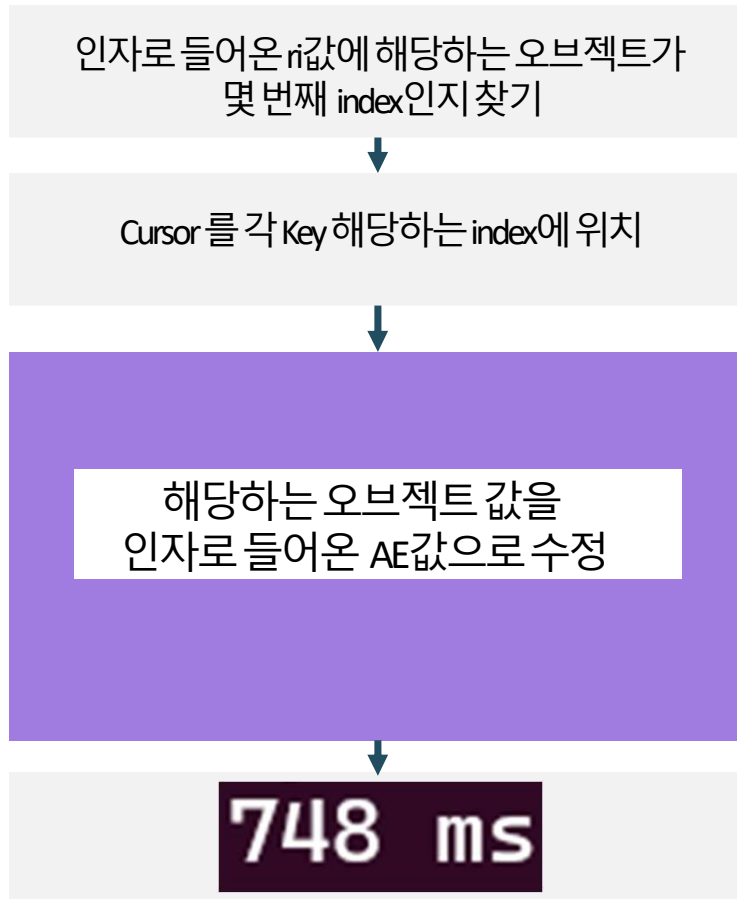 인자로 들어온 ri값에 해당하는 오브젝트가
몇 번째 index인지 찾기
Cursor 를 각 Key 해당하는 index에 위치
해당하는 오브젝트 값을
인자로 들어온 AE값으로 수정
748 ms